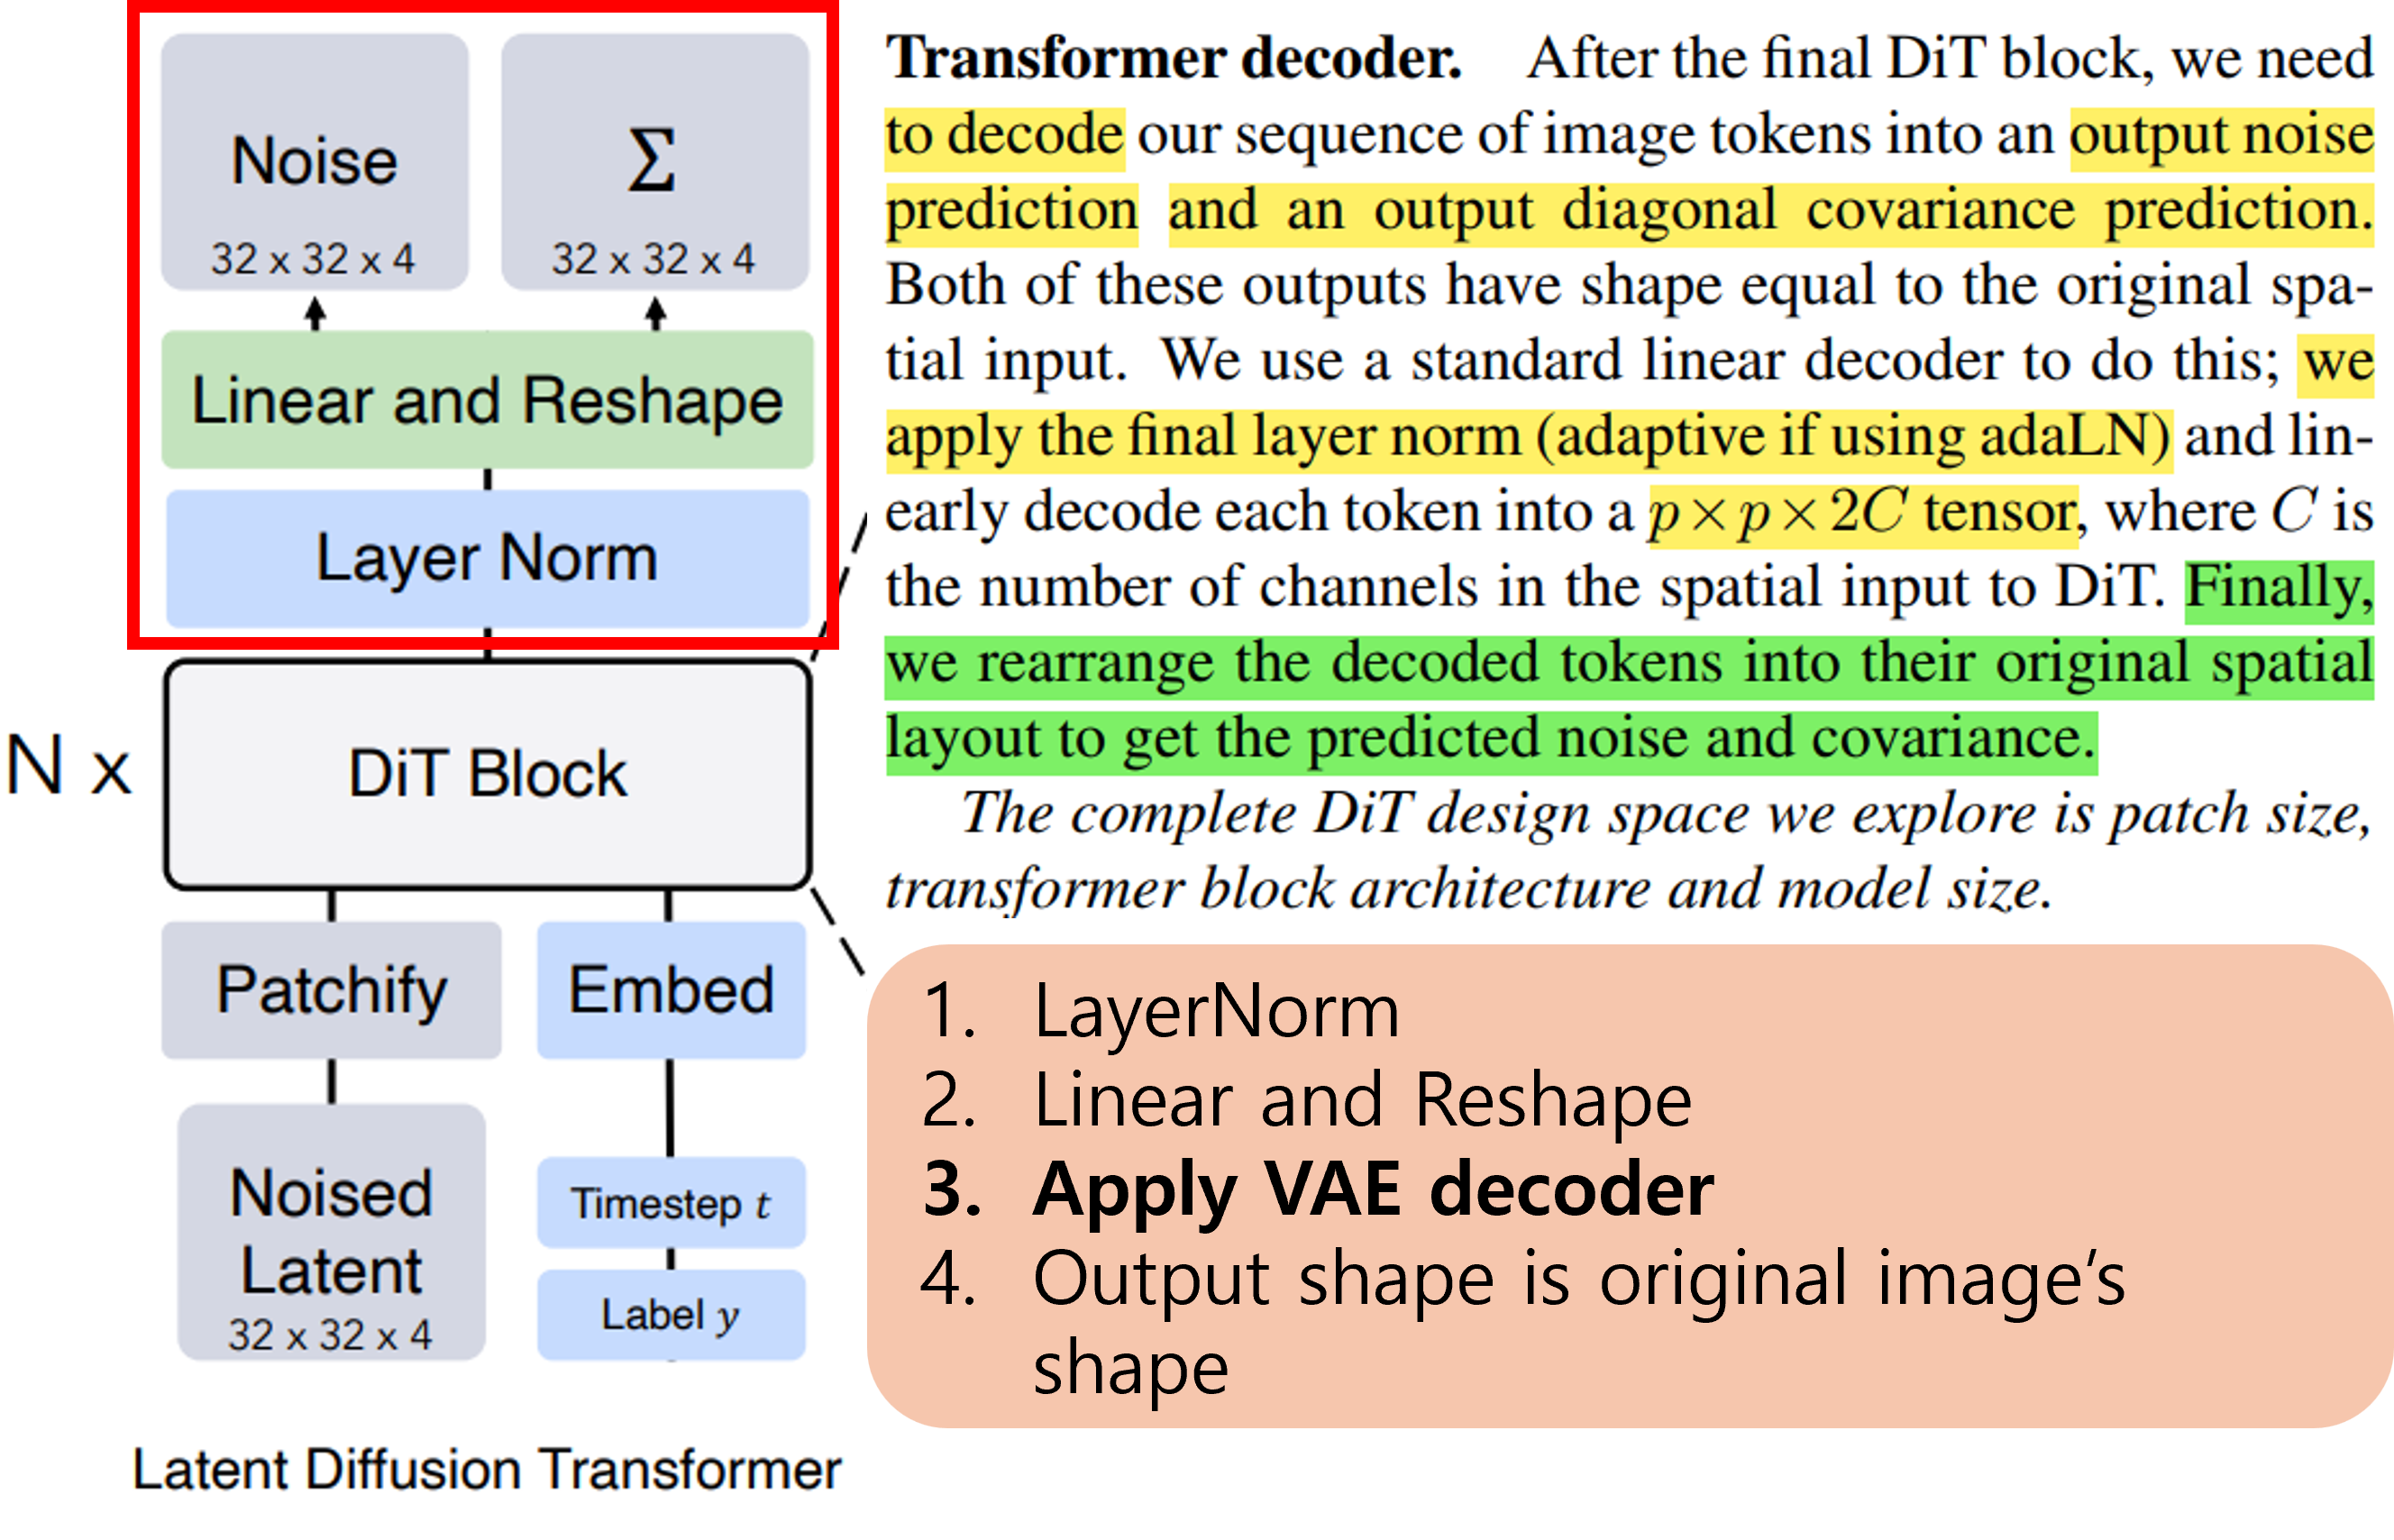 Noise
32 x 32 x 4
Σ
32 x 32 x 4
Linear and Reshape
Layer Norm
N x
DiT Block
Patchify
Embed
Noised
Latent
32 x 32 x 4
Timestep t
Label y
Latent Diffusion Transformer
Transformer decoder. After the final DiT block, we need
to decode our sequence of image tokens into an output noise
prediction and an output diagonal covariance prediction.
Both of these outputs have shape equal to the original spa-
tial input. We use a standard linear decoder to do this; we
apply the final layer norm (adaptive if using adaLN) and lin-
early decode each token into a p×p×2C tensor, where C is
the number of channels in the spatial input to DiT. Finally,
we rearrange the decoded tokens into their original spatial
layout to get the predicted noise and covariance.
The complete DiT design space we explore is patch size,
transformer block architecture and model size.
1. LayerNorm
2. Linear and Reshape
3. Apply VAE decoder
4. Output shape is original image’s
shape